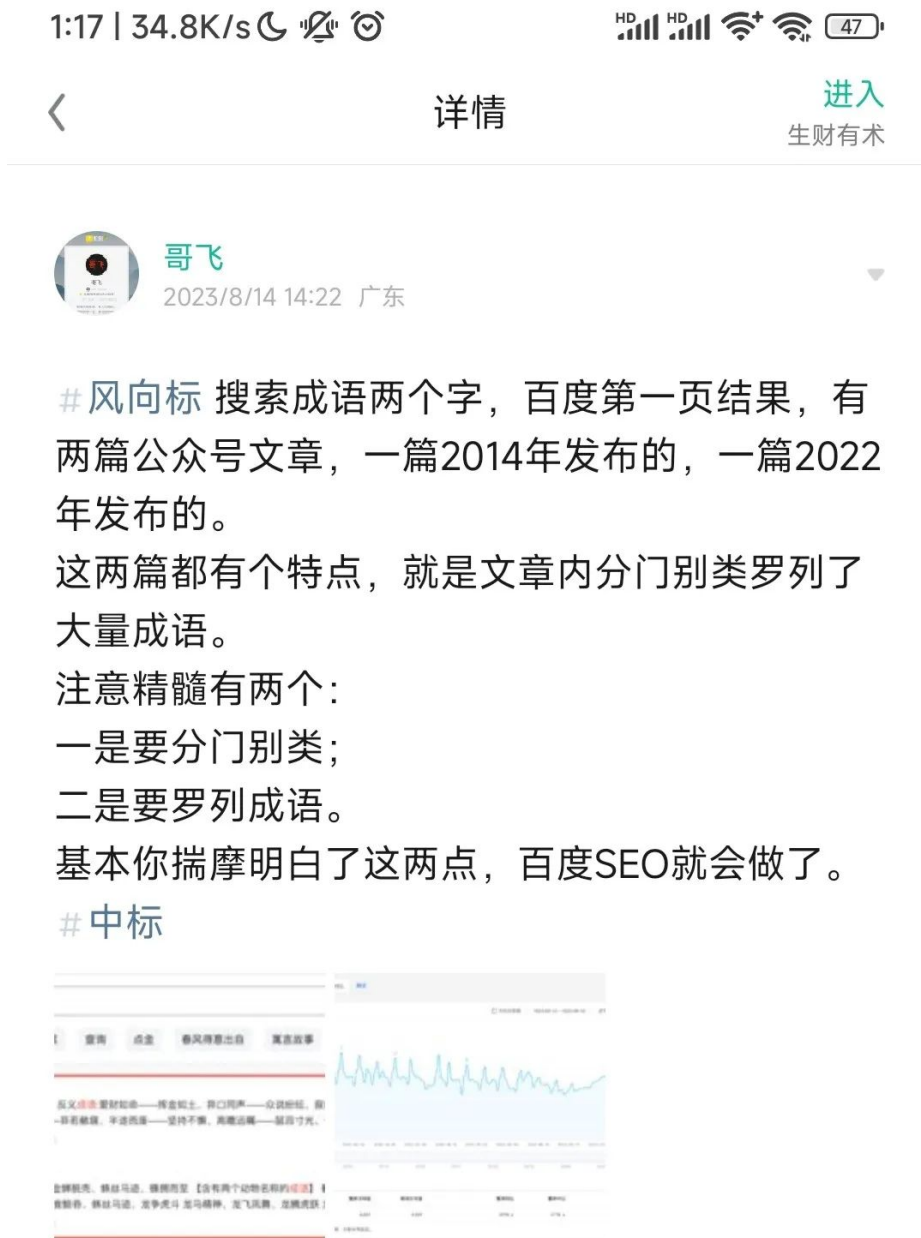 1:17 | 34.8K/s
HD HD 47
详情
进入
生财有术
哥飞
2023/8/14 14:22 广东
#风向标 搜索成语两个字，百度第一页结果，有
两篇公众号文章，一篇2014年发布的，一篇2022
年发布的。
这两篇都有个特点，就是文章内分门别类罗列了
大量成语。
注意精髓有两个：
一是要分门别类；
二是要罗列成语。
基本你揣摩明白了这两点，百度SEO就会做了。
#中标
查询 点金 春风得意出自 寓言故事